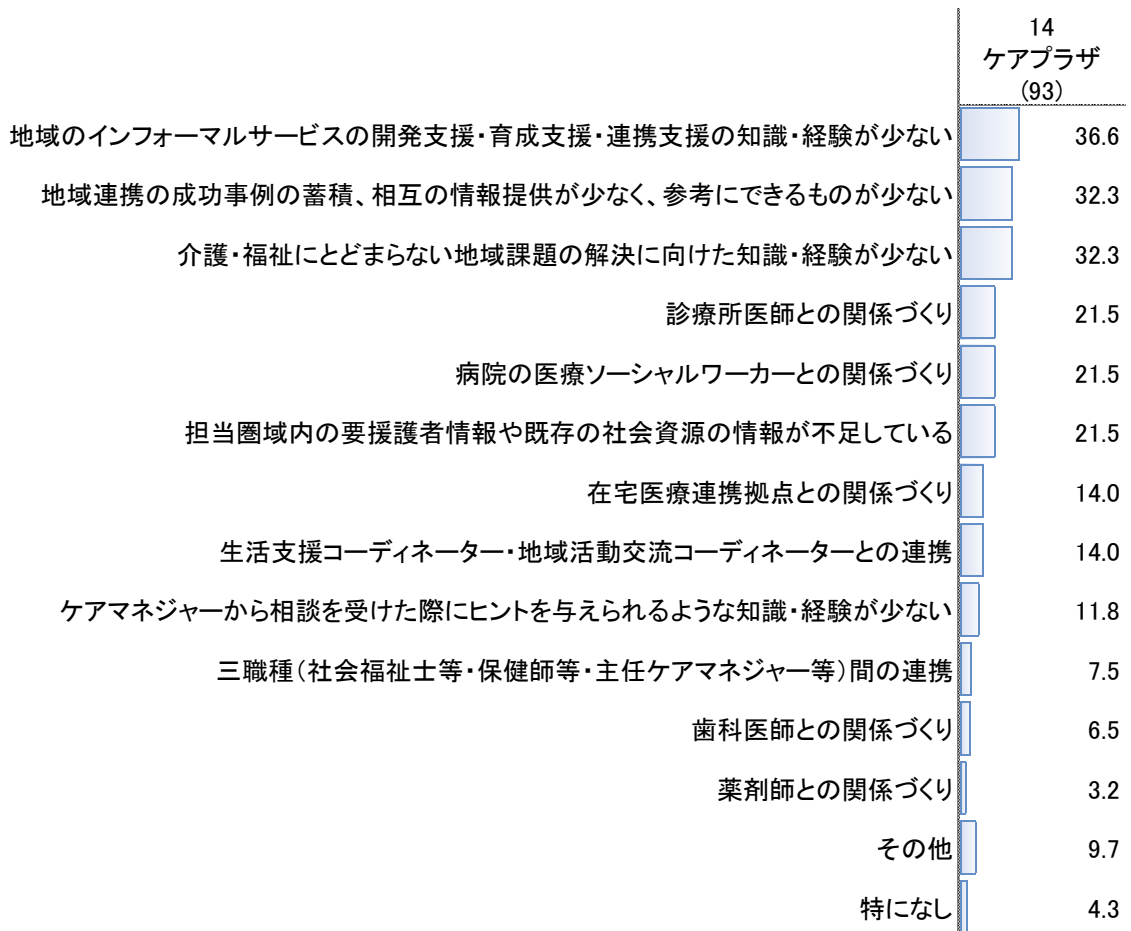 14
ケアプラザ
(93)
地域のインフォーマルサービスの開発支援・育成支援・連携支援の知識・経験が少ない 36.6
地域連携の成功事例の蓄積、相互の情報提供が少なく、参考にできるものが少ない 32.3
介護・福祉にとどまらない地域課題の解決に向けた知識・経験が少ない 32.3
診療所医師との関係づくり 21.5
病院の医療ソーシャルワーカーとの関係づくり 21.5
担当圏域内の要援護者情報や既存の社会資源の情報が不足している 21.5
在宅医療連携拠点との関係づくり 14.0
生活支援コーディネーター・地域活動交流コーディネーターとの連携 14.0
ケアマネジャーから相談を受けた際にヒントを与えられるような知識・経験が少ない 11.8
三職種(社会福祉士等・保健師等・主任ケアマネジャー等)間の連携 7.5
歯科医師との関係づくり 6.5
薬剤師との関係づくり 3.2
その他 9.7
特になし 4.3